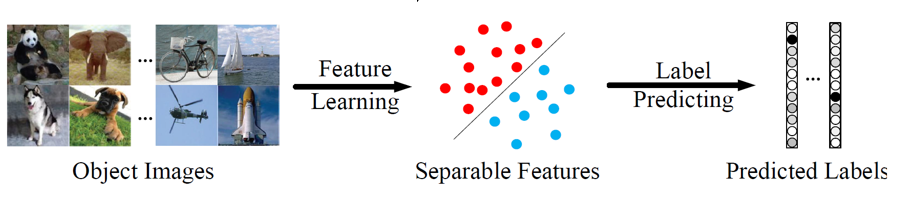 Feature
Learning
Label
Predicting
...
...
...
Object Images
Separable Features
Predicted Labels